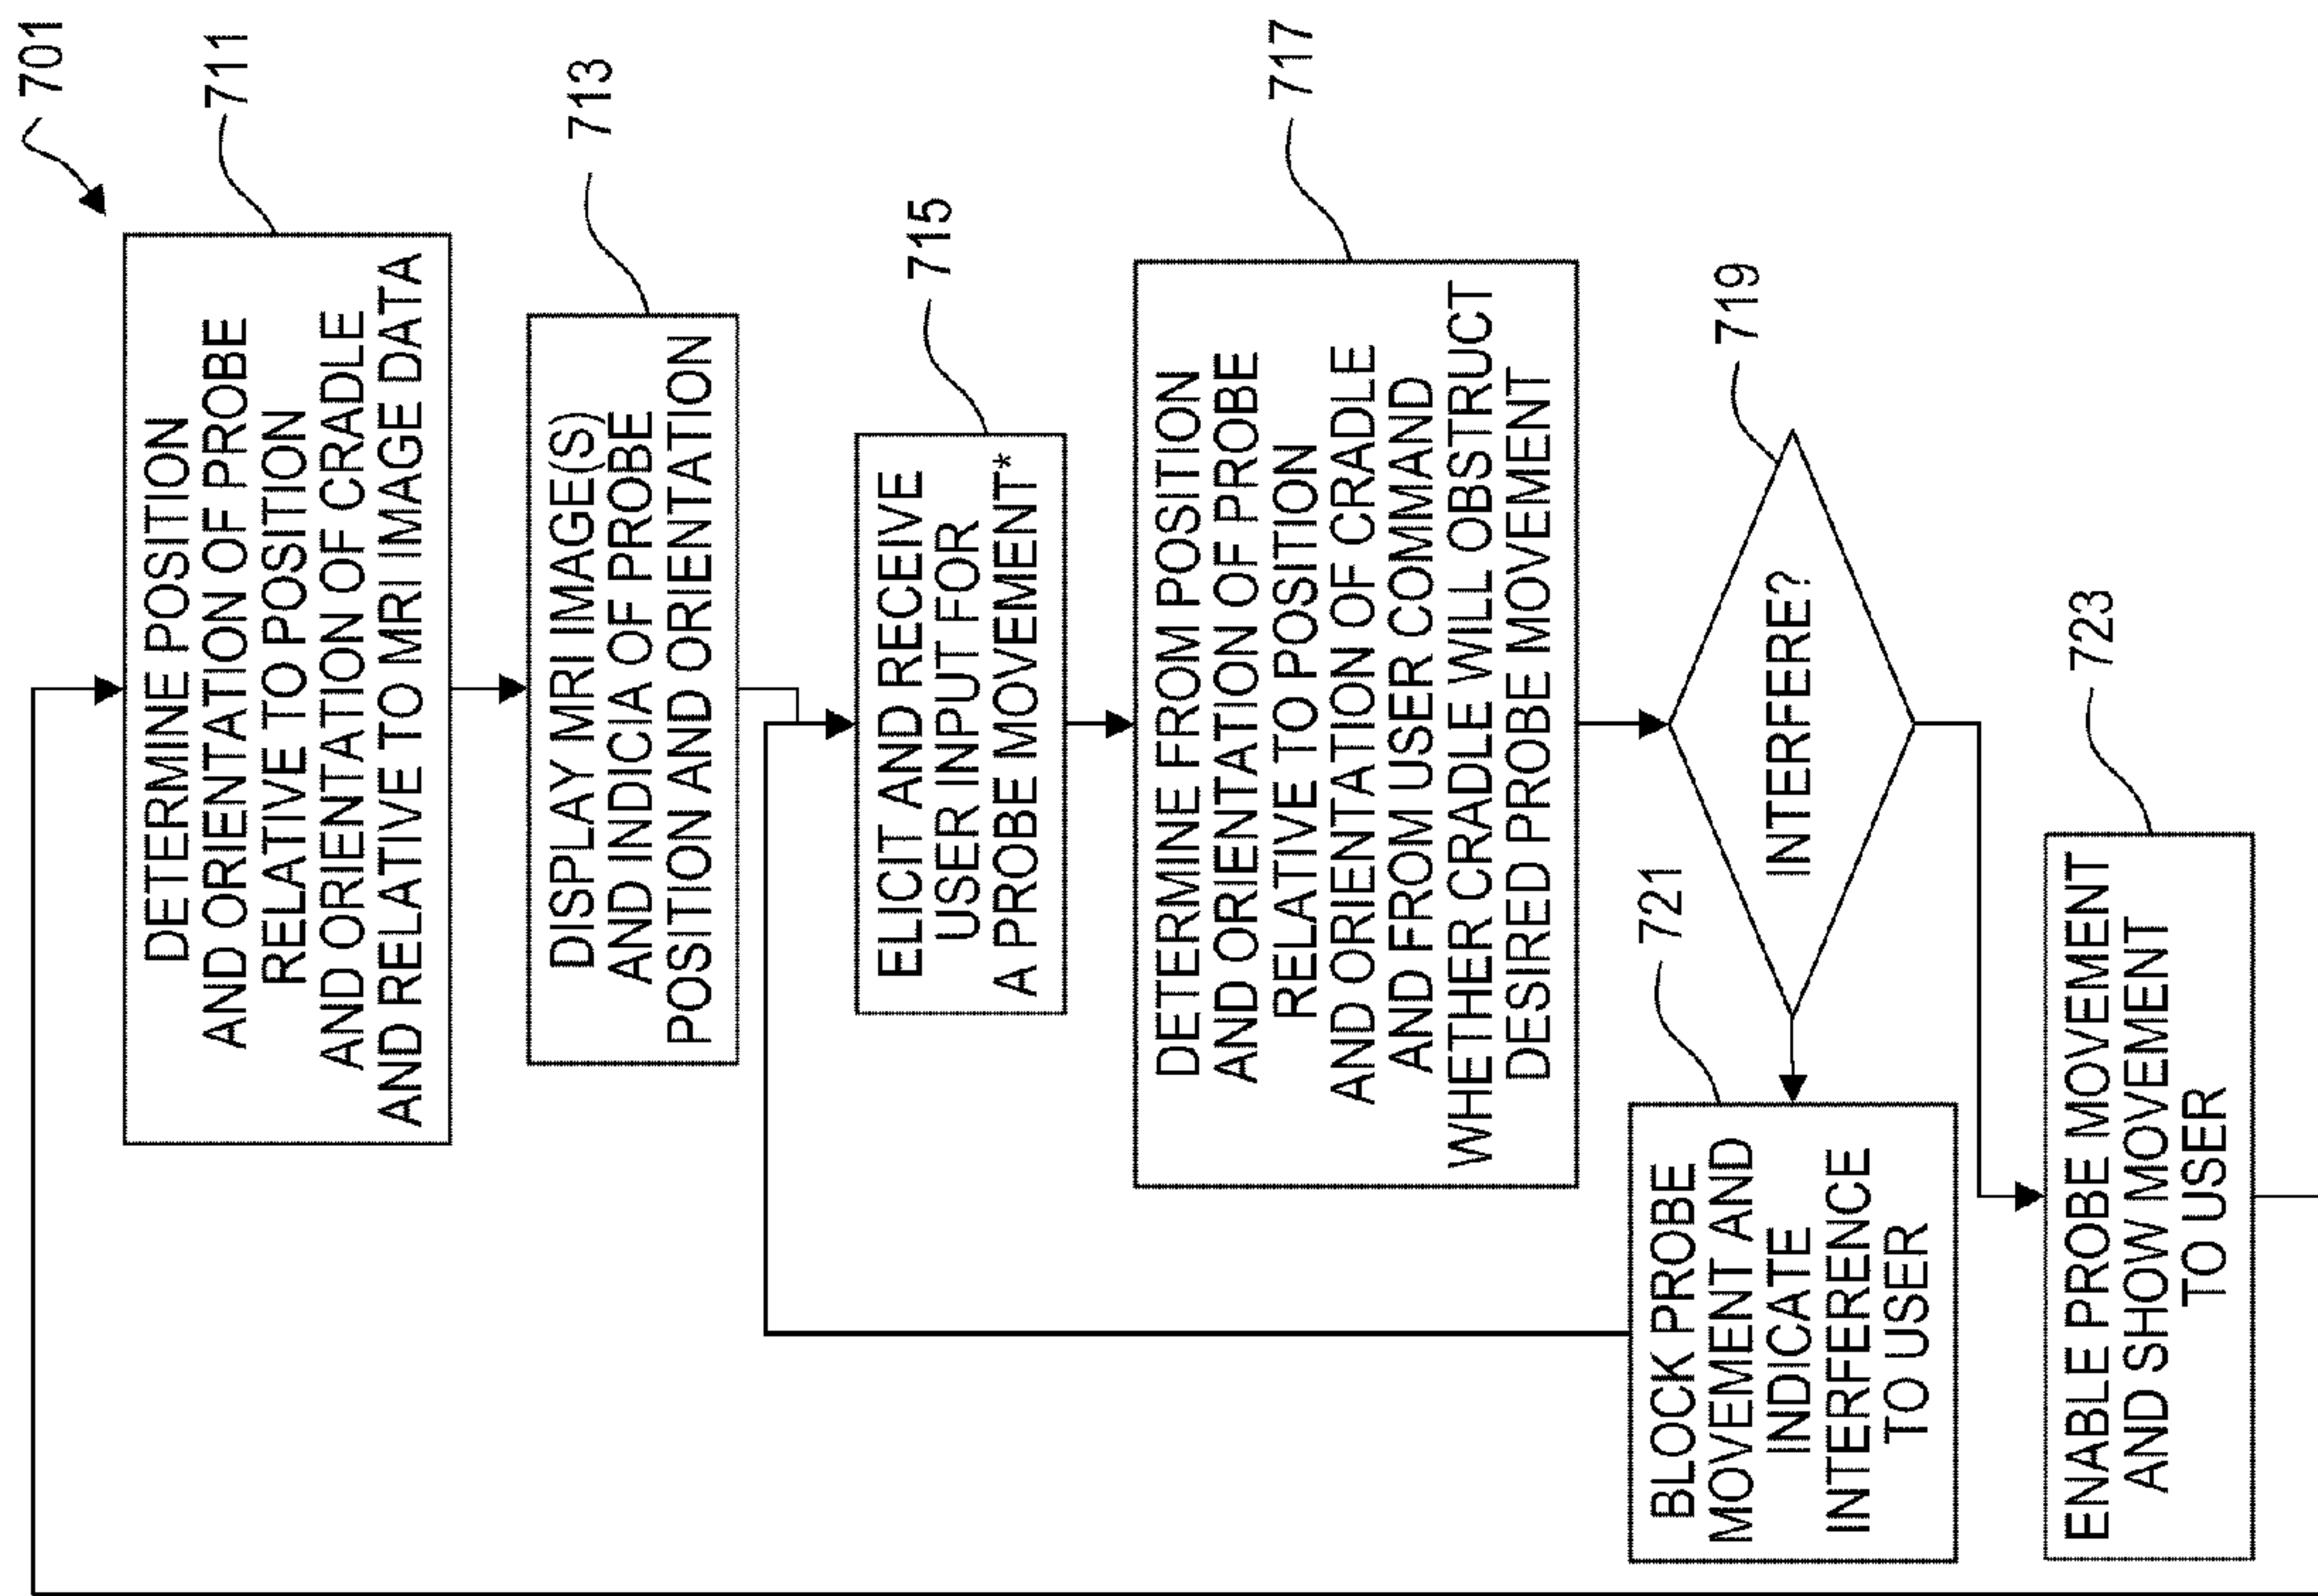 701
711
DETERMINE POSITION
AND ORIENTATION OF PROBE
RELATIVE TO POSITION
AND ORIENTATION OF CRADLE
AND RELATIVE TO MRI IMAGE DATA
713
DISPLAY MRI IMAGE(S)
AND INDICIA OF PROBE
POSITION AND ORIENTATION
715
ELICIT AND RECEIVE
USER INPUT FOR
A PROBE MOVEMENT*
717
DETERMINE FROM POSITION
AND ORIENTATION OF PROBE
RELATIVE TO POSITION
AND ORIENTATION OF CRADLE
AND FROM USER COMMAND
WHETHER CRADLE WILL OBSTRUCT
DESIRED PROBE MOVEMENT
719
INTERFERE?
721
BLOCK PROBE
MOVEMENT AND
INDICATE
INTERFERENCE
TO USER
723
ENABLE PROBE MOVEMENT
AND SHOW MOVEMENT
TO USER